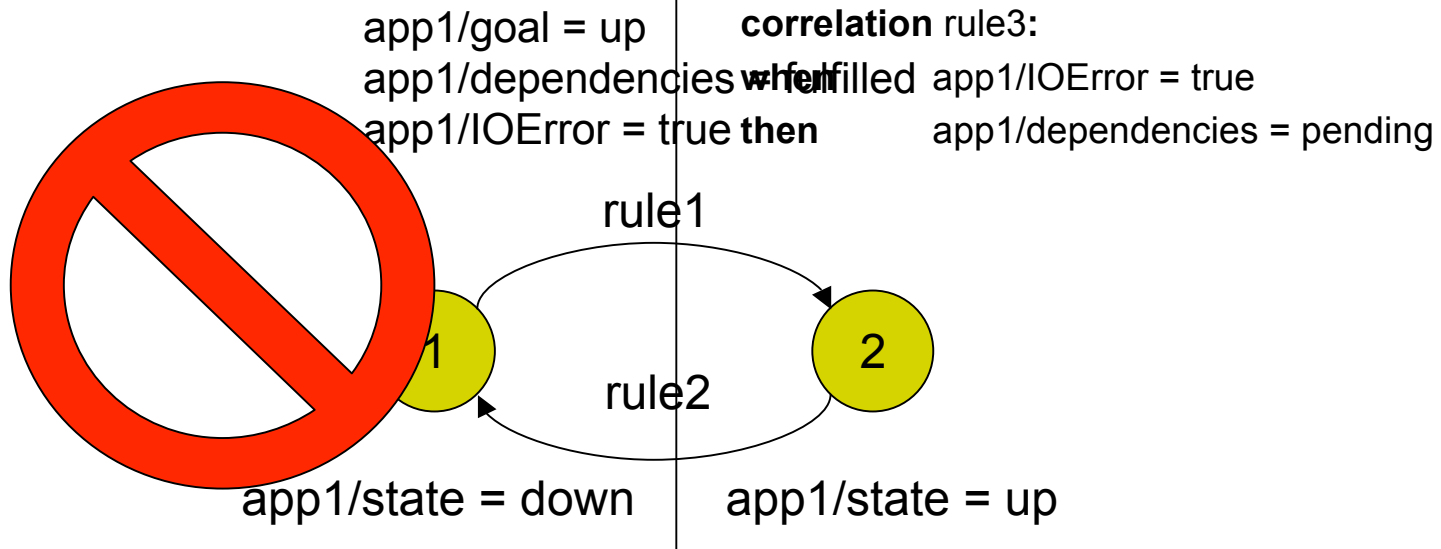 app1/goal = up
app1/dependencies = fulfilled
app1/IOError = true
correlation rule3:
when app1/IOError = true
then app1/dependencies = pending
rule1
1
2
rule2
app1/state = down
app1/state = up